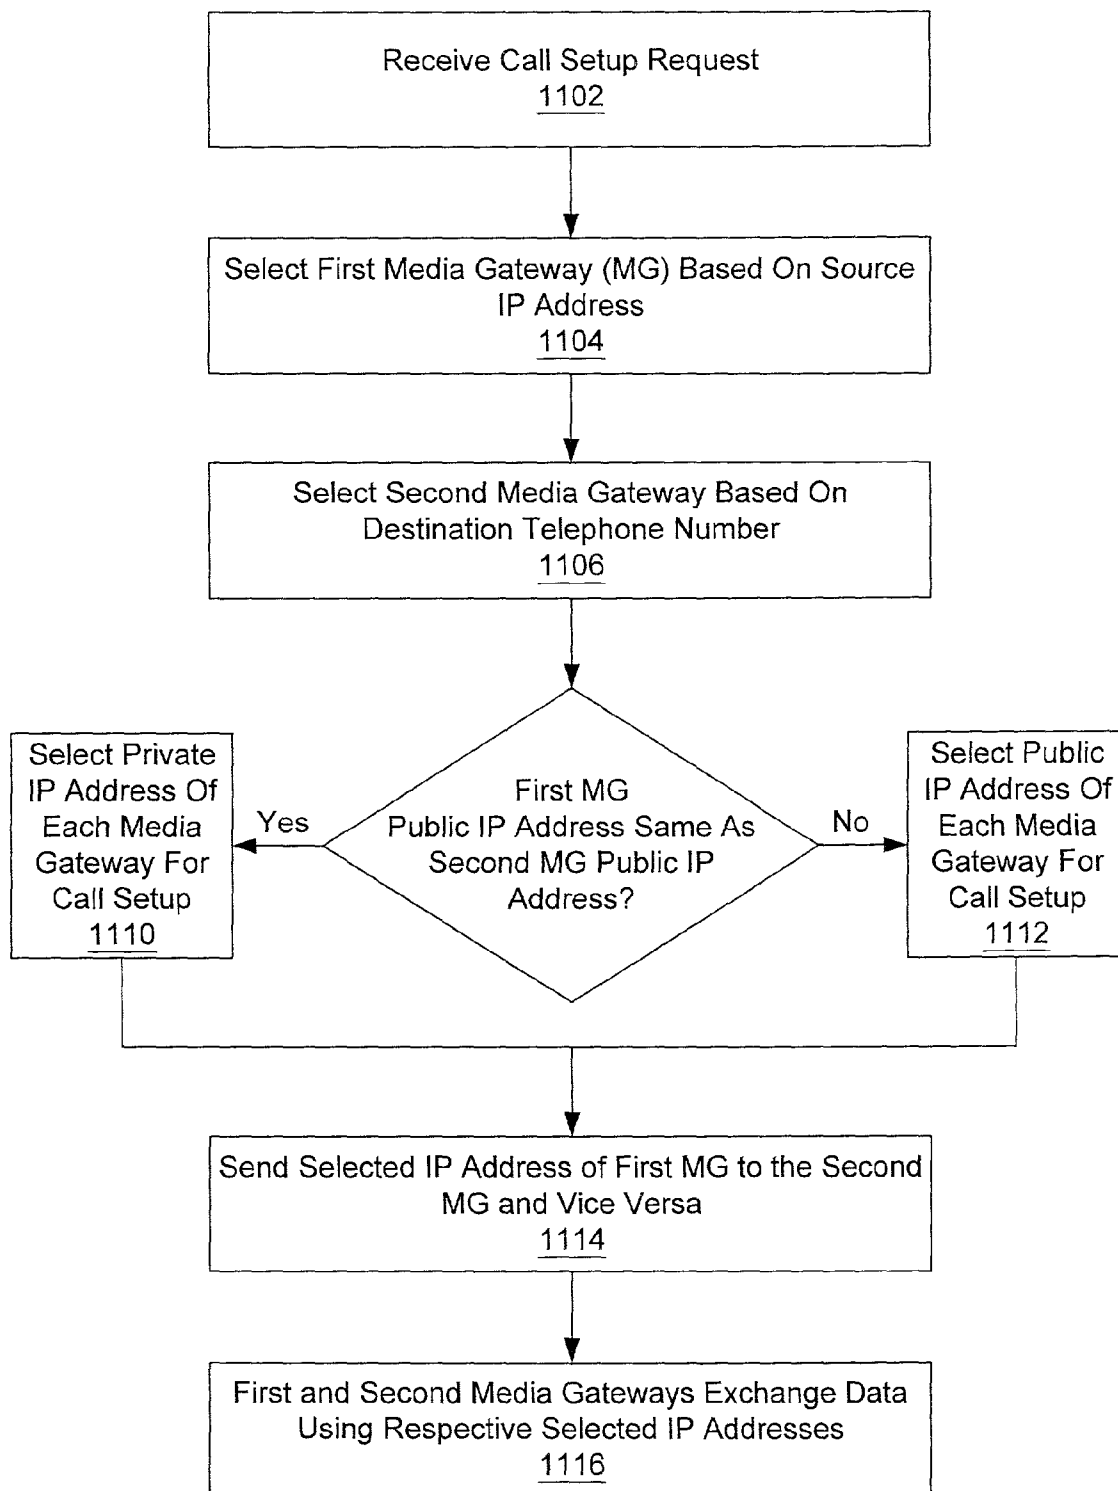 Receive Call Setup Request
1102
Select First Media Gateway (MG) Based On Source
IP Address
1104
Select Second Media Gateway Based On
Destination Telephone Number
1106
First MG
Public IP Address Same As
Second MG Public IP
Address?
Yes
No
Select Private
IP Address Of
Each Media
Gateway For
Call Setup
1110
Select Public
IP Address Of
Each Media
Gateway For
Call Setup
1112
Send Selected IP Address of First MG to the Second
MG and Vice Versa
1114
First and Second Media Gateways Exchange Data
Using Respective Selected IP Addresses
1116